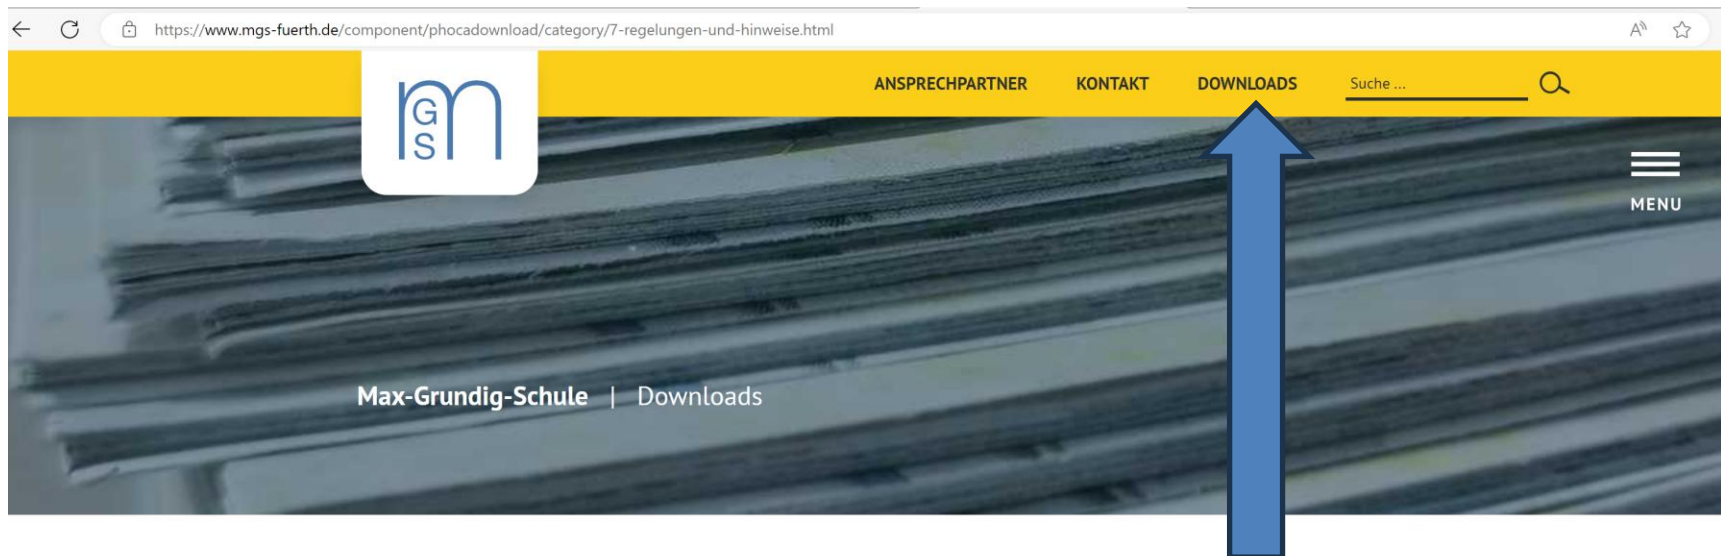 https://www.mgs-fuerth.de/component/phocadownload/category/7-regelungen-und-hinweise.html
ANSPRECHPARTNER KONTAKT DOWNLOADS Suche ...
m
G
S
MENU
Max-Grundig-Schule | Downloads